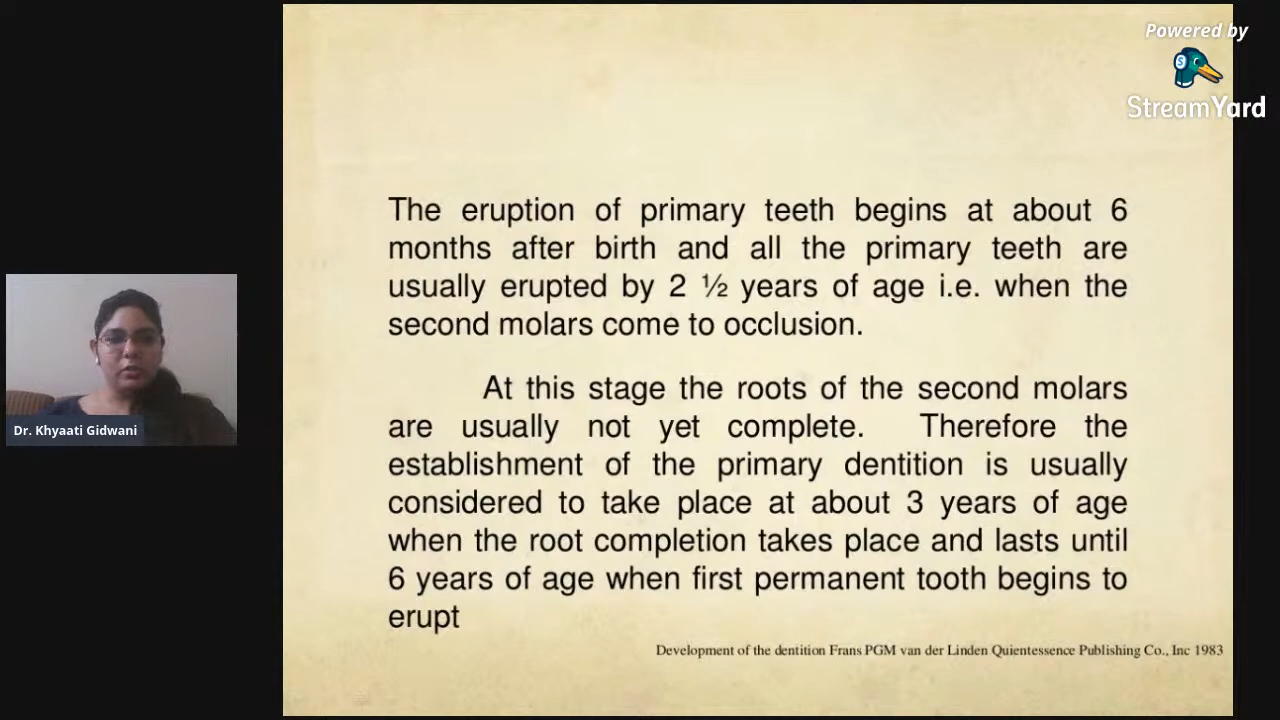 Powered by
StreamYard
The eruption of primary teeth begins at about 6
months after birth and all the primary teeth are
usually erupted by 2 ½ years of age i.e. when the
second molars come to occlusion.
At this stage the roots of the second molars
are usually not yet complete. Therefore the
establishment of the primary dentition is usually
considered to take place at about 3 years of age
when the root completion takes place and lasts until
6 years of age when first permanent tooth begins to
erupt
Development of the dentition Frans PGM van der Linden Quientessence Publishing Co., Inc 1983
Dr. Khyaati Gidwani